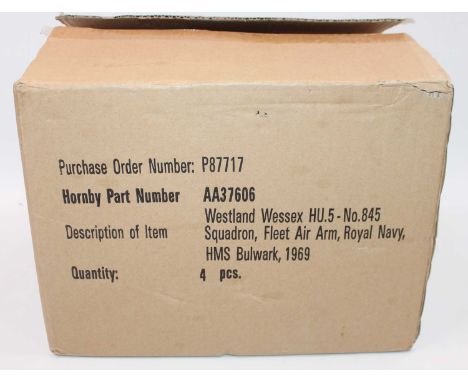 Purchase Order Number: P87717
Hornby Part Number AA37606
Westland Wessex HU.5 - No.845
Description of Item Squadron, Fleet Air Arm, Royal Navy,
HMS Bulwark, 1969
Quantity: 4 pcs.